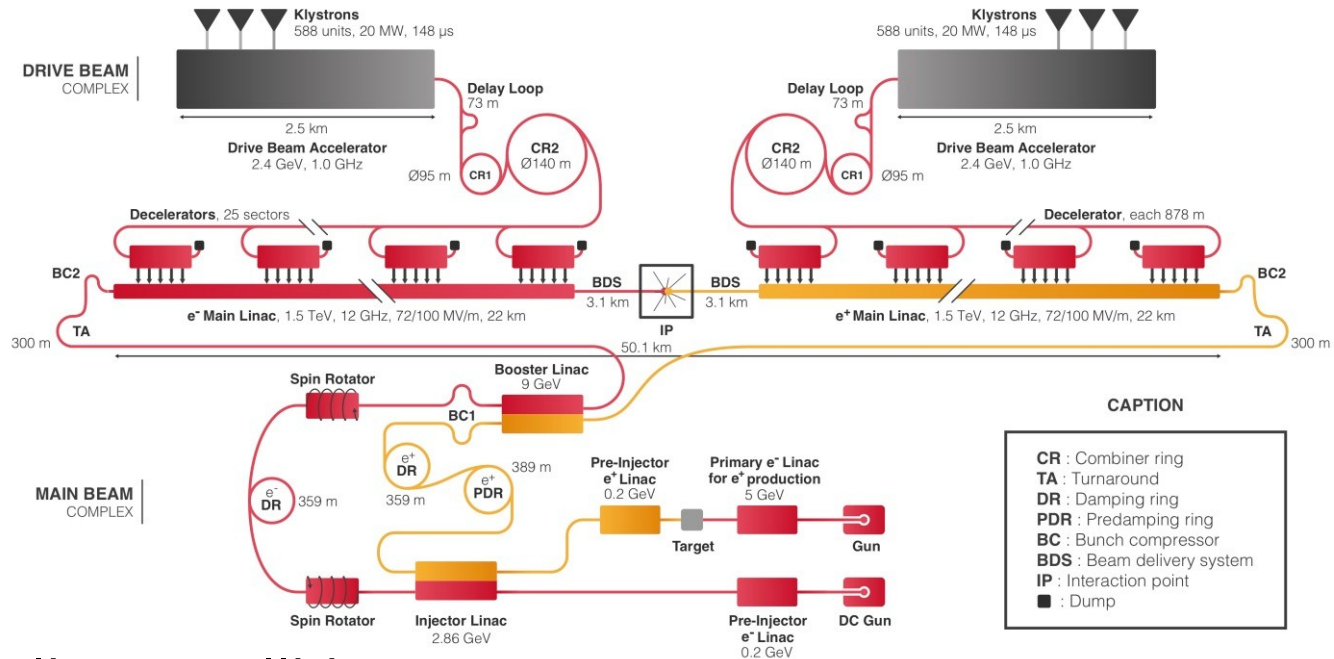 Klystrons
588 units, 20 MW, 148 µs
Klystrons
588 units, 20 MW, 148 µs
DRIVE BEAM
COMPLEX
Delay Loop
73 m
Delay Loop
73 m
2.5 km
Drive Beam Accelerator
2.4 GeV, 1.0 GHz
2.5 km
Drive Beam Accelerator
2.4 GeV, 1.0 GHz
CR2
Ø140 m
CR1
Ø95 m
CR2
Ø140 m
CR1
Ø95 m
Decelerators, 25 sectors
Decelerator, each 878 m
BC2
BDS
3.1 km
BDS
3.1 km
BC2
e⁻ Main Linac, 1.5 TeV, 12 GHz, 72/100 MV/m, 22 km
IP
e⁺ Main Linac, 1.5 TeV, 12 GHz, 72/100 MV/m, 22 km
TA
300 m
TA
300 m
50.1 km
Spin Rotator
Booster Linac
9 GeV
BC1
CAPTION
MAIN BEAM
COMPLEX
e⁻
DR
359 m
e⁺
DR
359 m
e⁺
PDR
389 m
Pre-Injector
e⁺ Linac
0.2 GeV
Primary e⁻ Linac
for e⁺ production
5 GeV
Target
Gun
Spin Rotator
Injector Linac
2.86 GeV
Pre-Injector
e⁻ Linac
0.2 GeV
DC Gun
CR : Combiner ring
TA : Turnaround
DR : Damping ring
PDR : Predamping ring
BC : Bunch compressor
BDS : Beam delivery system
IP : Interaction point
■ : Dump